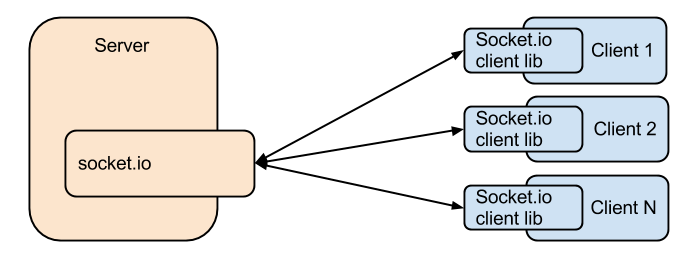 Server
socket.io
Socket.io
client lib
Client 1
Socket.io
client lib
Client 2
Socket.io
client lib
Client N